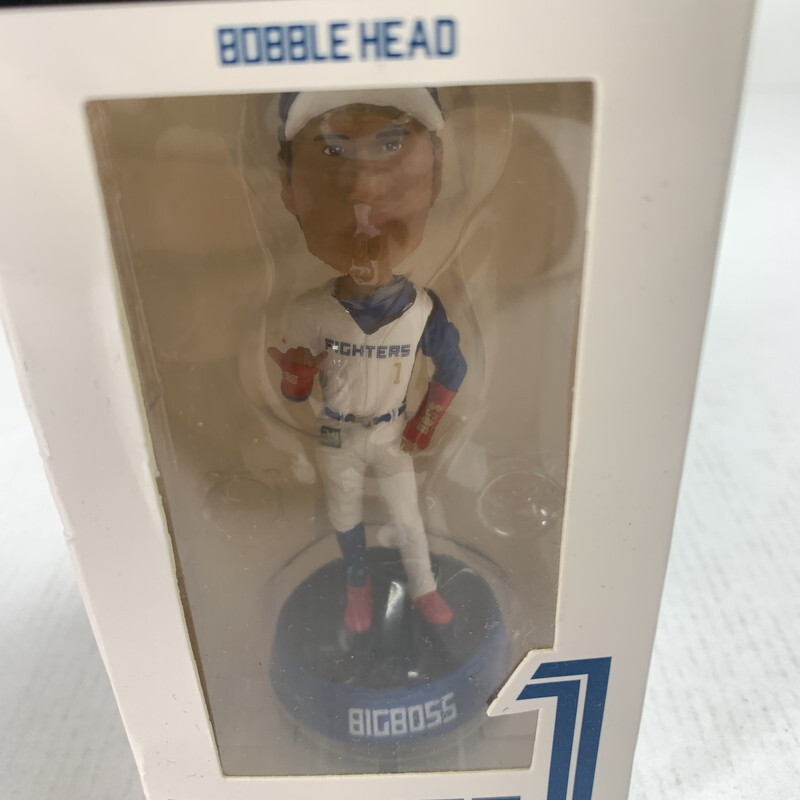 BOBBLE HEAD
FIGHTERS
1
BIGBOSS
1